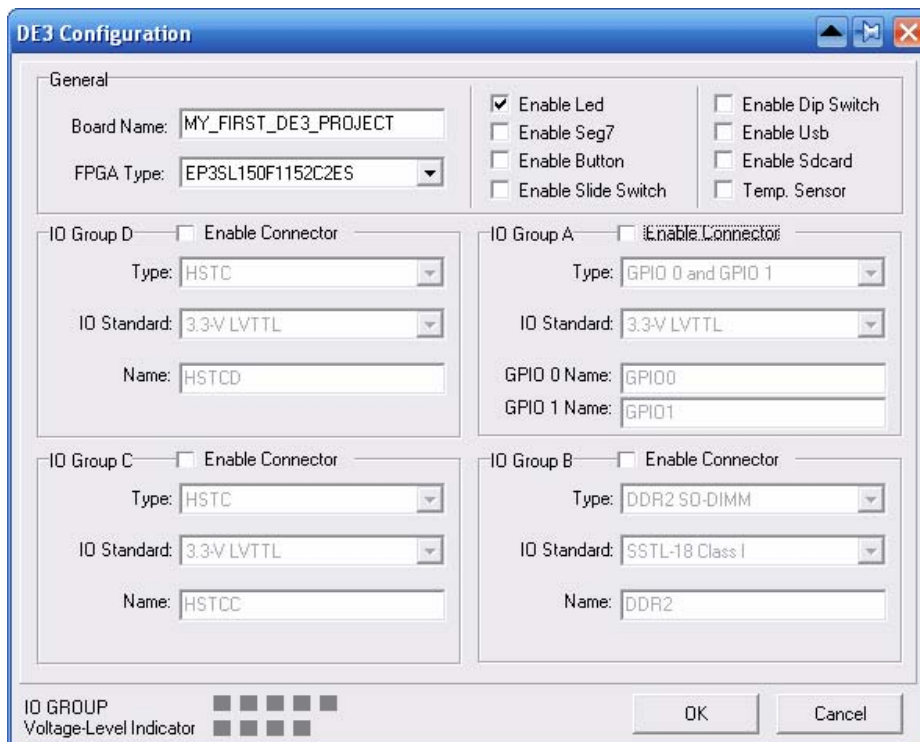 DE3 Configuration
General
Board Name: MY_FIRST_DE3_PROJECT
FPGA Type: EP3SL150F1152C2ES
Enable Led
Enable Seg7
Enable Button
Enable Slide Switch
Enable Dip Switch
Enable Usb
Enable Sdcard
Temp. Sensor
IO Group D Enable Connector
Type: HSTC
IO Standard: 3.3-V LVTTL
Name: HSTCD
IO Group A Enable Connector
Type: GPIO 0 and GPIO 1
IO Standard: 3.3-V LVTTL
GPIO 0 Name: GPIO0
GPIO 1 Name: GPIO1
IO Group C Enable Connector
Type: HSTC
IO Standard: 3.3-V LVTTL
Name: HSTCC
IO Group B Enable Connector
Type: DDR2 SO-DIMM
IO Standard: SSTL-18 Class I
Name: DDR2
IO GROUP
Voltage-Level Indicator
OK
Cancel